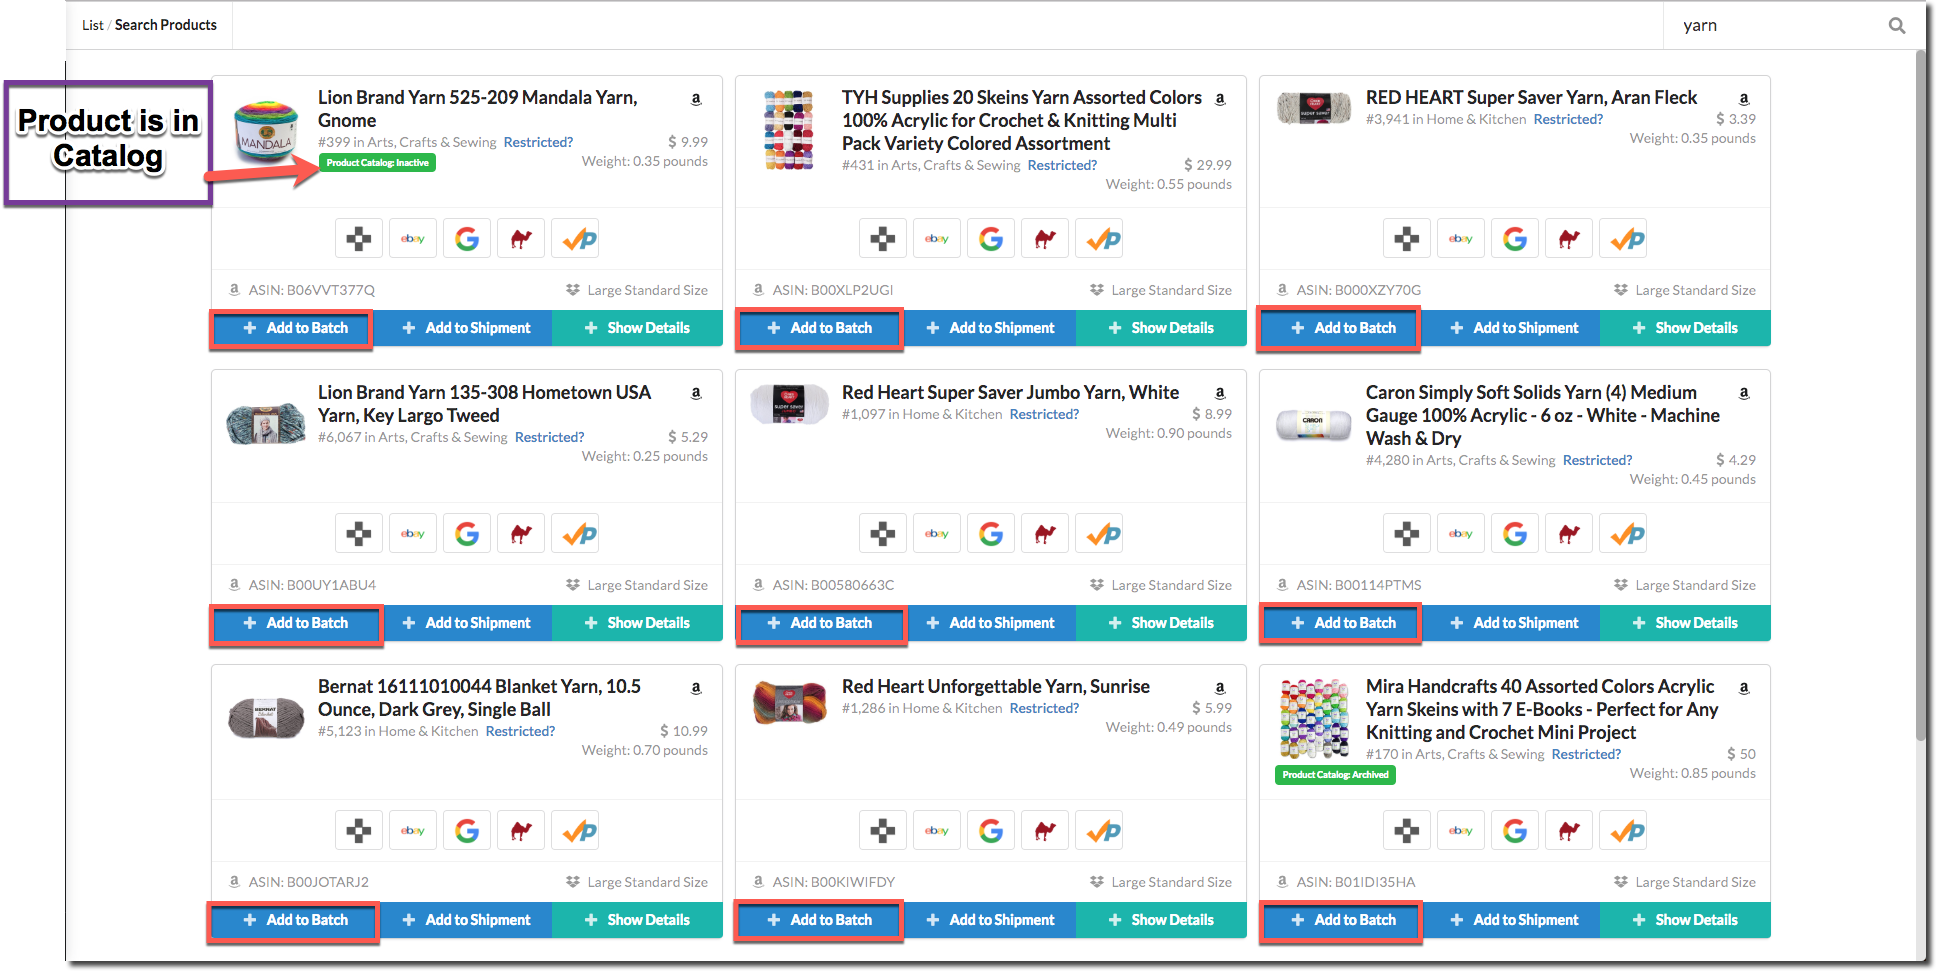 List / Search Products
yarn
Product is in
Catalog
MANDALA
Lion Brand Yarn 525-209 Mandala Yarn,
Gnome
#399 in Arts, Crafts & Sewing Restricted?
$ 9.99
Product Catalog: Inactive
Weight: 0.35 pounds
ebay
ASIN: B06VVT377Q
Large Standard Size
Add to Batch
Add to Shipment
Show Details
TYH Supplies 20 Skeins Yarn Assorted Colors
100% Acrylic for Crochet & Knitting Multi
Pack Variety Colored Assortment
#431 in Arts, Crafts & Sewing Restricted?
$ 29.99
Weight: 0.55 pounds
ebay
ASIN: B00XLP2UGI
Large Standard Size
Add to Batch
Add to Shipment
Show Details
RED HEART Super Saver Yarn, Aran Fleck
#3,941 in Home & Kitchen Restricted?
$ 3.39
Weight: 0.35 pounds
ebay
ASIN: B000XZY70G
Large Standard Size
Add to Batch
Add to Shipment
Show Details
Lion Brand Yarn 135-308 Hometown USA
Yarn, Key Largo Tweed
#6,067 in Arts, Crafts & Sewing Restricted?
$ 5.29
Weight: 0.25 pounds
ebay
ASIN: B00UY1ABU4
Large Standard Size
Add to Batch
Add to Shipment
Show Details
super saver
Red Heart Super Saver Jumbo Yarn, White
#1,097 in Home & Kitchen Restricted?
$ 8.99
Weight: 0.90 pounds
ebay
ASIN: B00580663C
Large Standard Size
Add to Batch
Add to Shipment
Show Details
CARON
Caron Simply Soft Solids Yarn (4) Medium
Gauge 100% Acrylic - 6 oz - White - Machine
Wash & Dry
#4,280 in Arts, Crafts & Sewing Restricted?
$ 4.29
Weight: 0.45 pounds
ebay
ASIN: B00114PTMS
Large Standard Size
Add to Batch
Add to Shipment
Show Details
BERNAT
Bernat 16111010044 Blanket Yarn, 10.5
Ounce, Dark Grey, Single Ball
#5,123 in Home & Kitchen Restricted?
$ 10.99
Weight: 0.70 pounds
ebay
ASIN: B00JOTARJ2
Large Standard Size
Add to Batch
Add to Shipment
Show Details
Red Heart Unforgettable Yarn, Sunrise
#1,286 in Home & Kitchen Restricted?
$ 5.99
Weight: 0.49 pounds
ebay
ASIN: B00KIWIFDY
Large Standard Size
Add to Batch
Add to Shipment
Show Details
Mira Handcrafts 40 Assorted Colors Acrylic
Yarn Skeins with 7 E-Books - Perfect for Any
Knitting and Crochet Mini Project
#170 in Arts, Crafts & Sewing Restricted?
$ 50
Product Catalog: Archived
Weight: 0.85 pounds
ebay
ASIN: B01IDI35HA
Large Standard Size
Add to Batch
Add to Shipment
Show Details